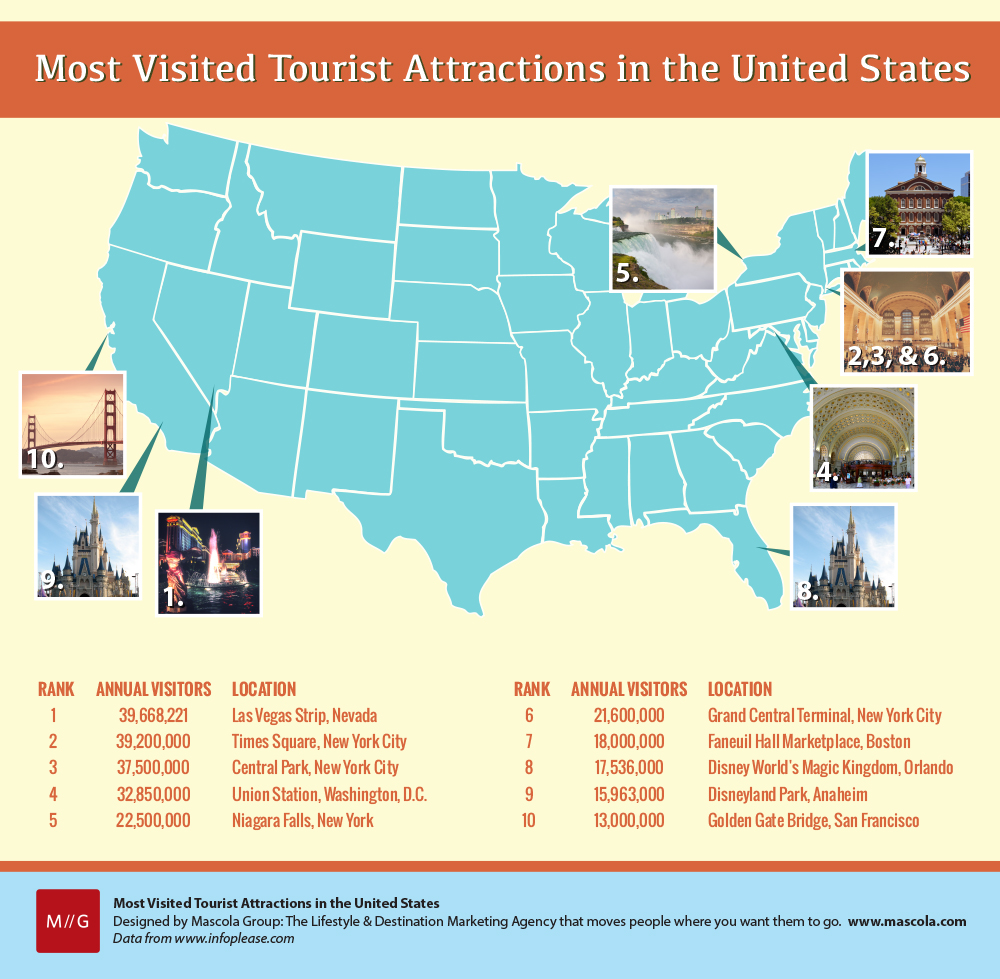 Most Visited Tourist Attractions in the United States
7.
5.
2,3, & 6.
4.
10.
9.
1.
8.
RANK ANNUAL VISITORS LOCATION
1 39,668,221 Las Vegas Strip, Nevada
2 39,200,000 Times Square, New York City
3 37,500,000 Central Park, New York City
4 32,850,000 Union Station, Washington, D.C.
5 22,500,000 Niagara Falls, New York
RANK ANNUAL VISITORS LOCATION
6 21,600,000 Grand Central Terminal, New York City
7 18,000,000 Faneuil Hall Marketplace, Boston
8 17,536,000 Disney World's Magic Kingdom, Orlando
9 15,963,000 Disneyland Park, Anaheim
10 13,000,000 Golden Gate Bridge, San Francisco
M//G
Most Visited Tourist Attractions in the United States
Designed by Mascola Group: The Lifestyle & Destination Marketing Agency that moves people where you want them to go. www.mascola.com
Data from www.infoplease.com